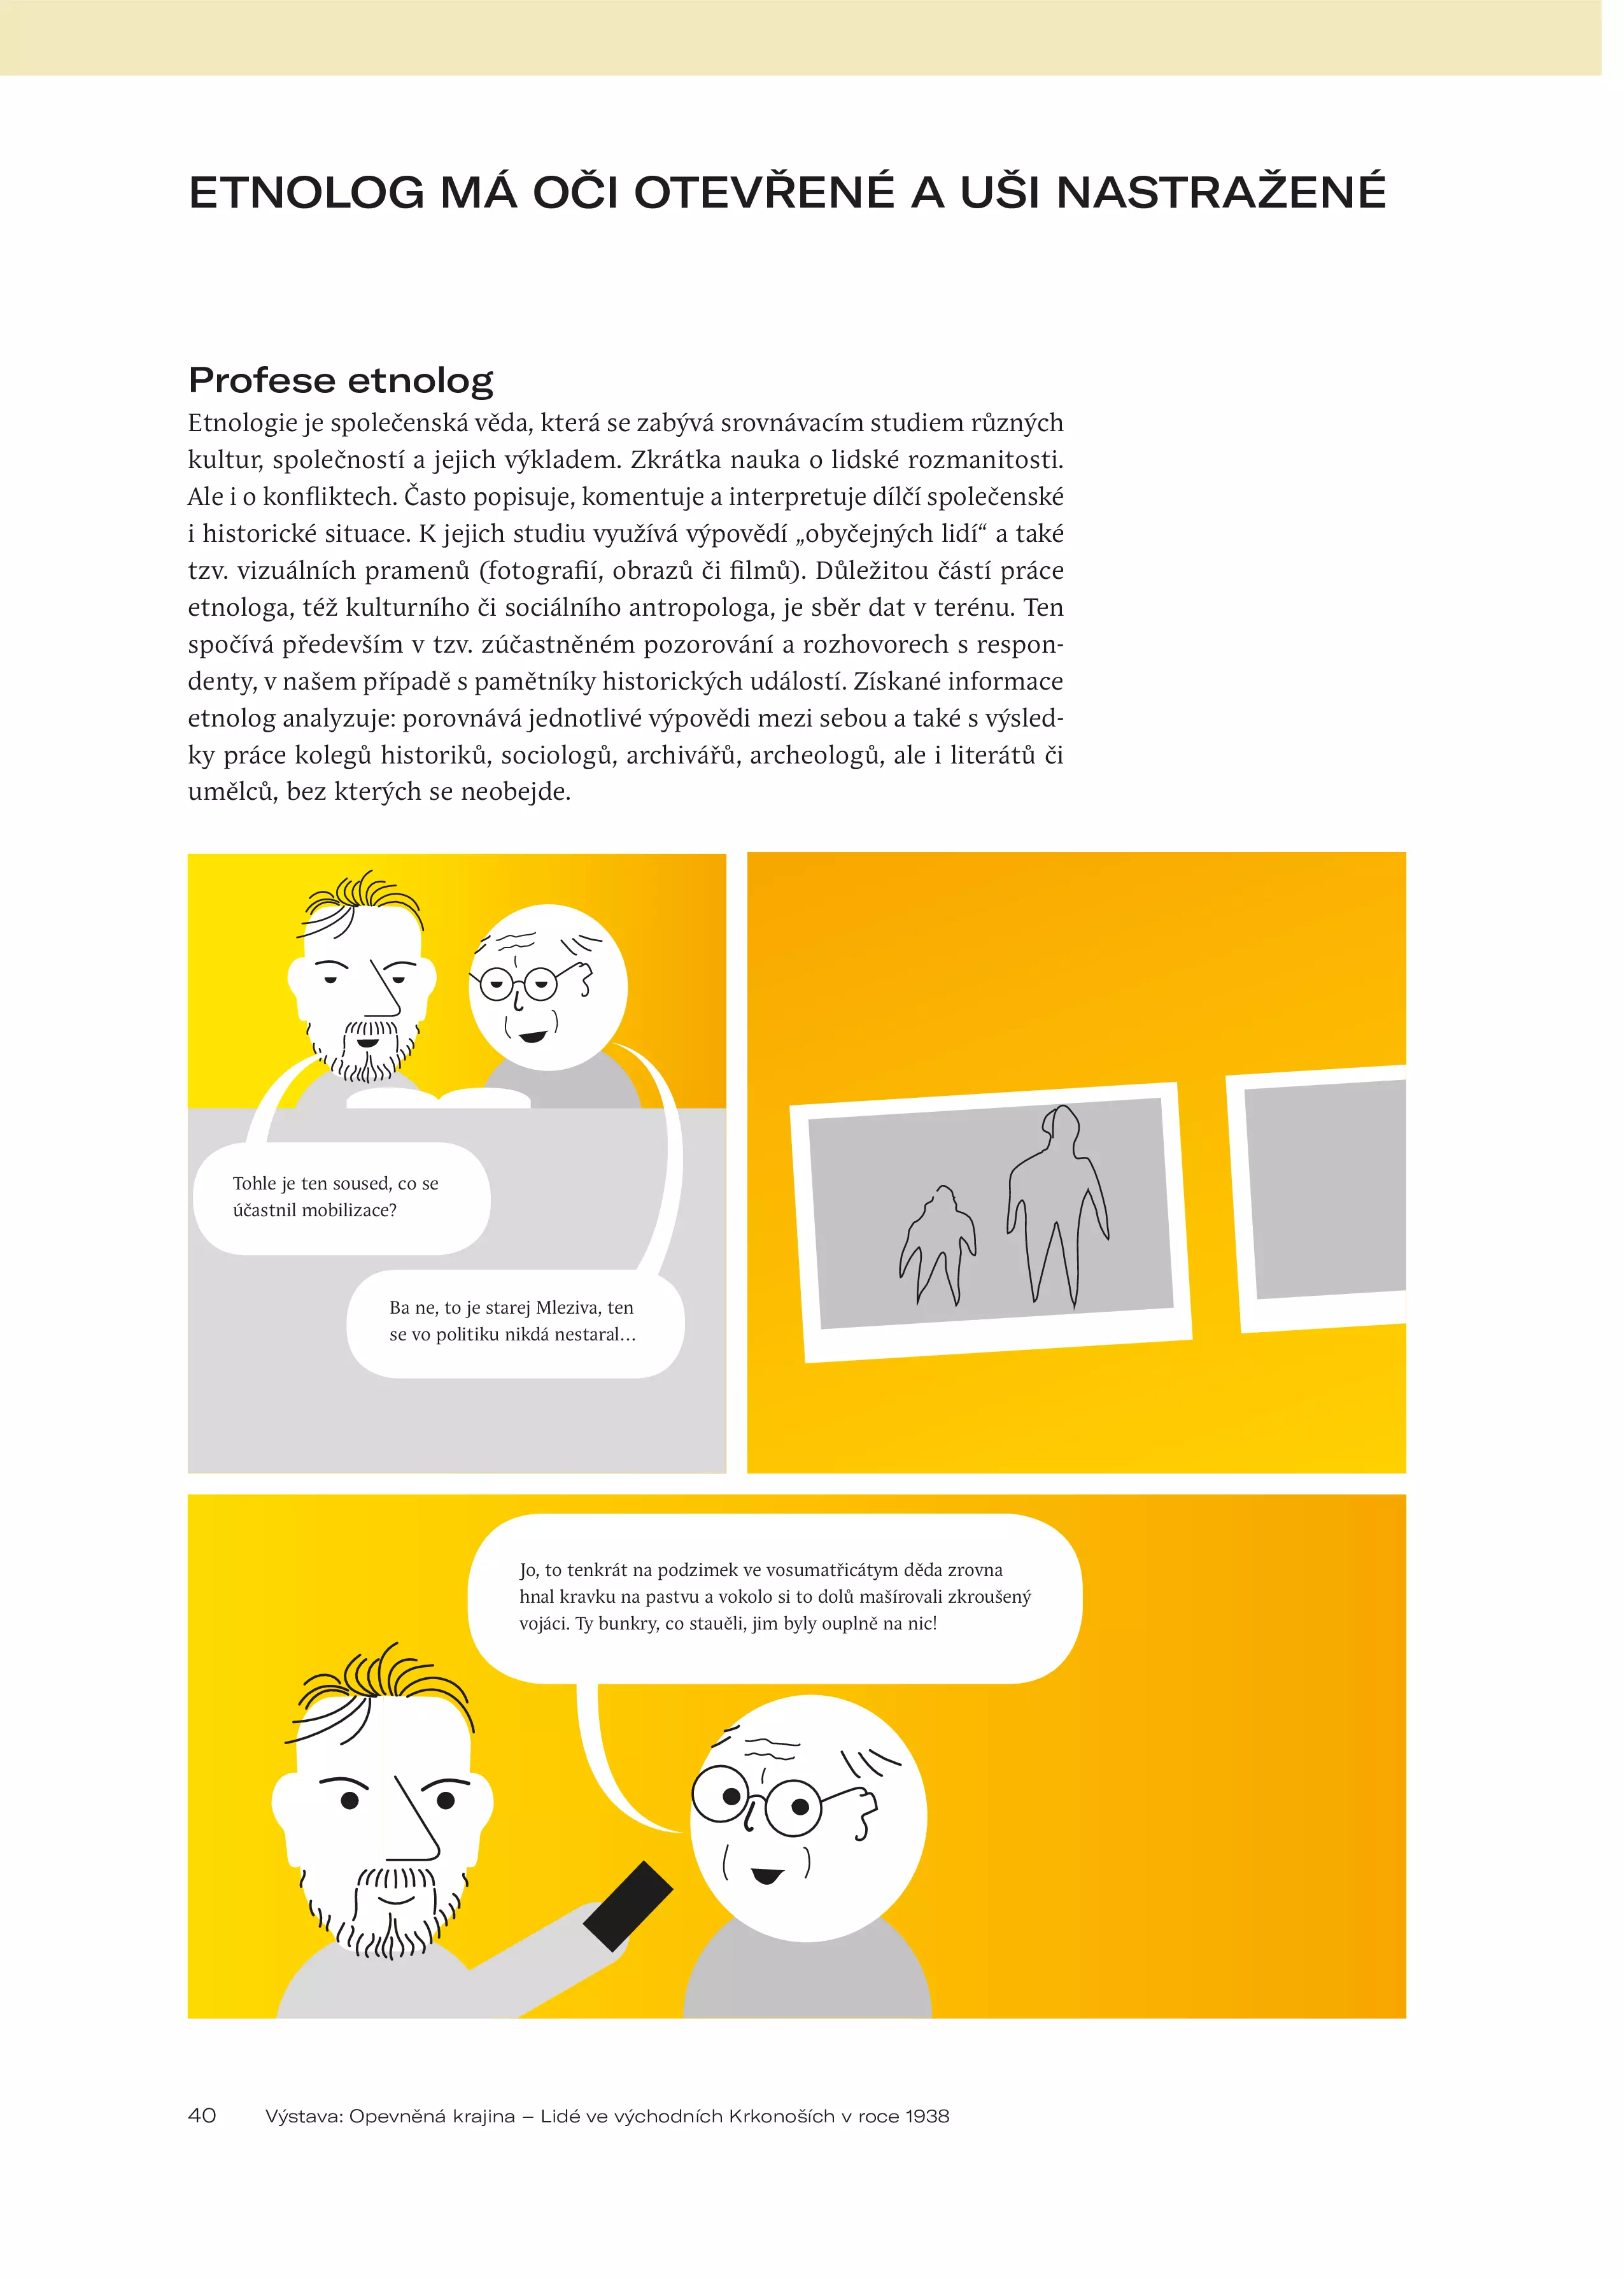 ETNOLOG MÁ OČI OTEVŘENÉ A UŠI NASTRAŽENÉ
Profese etnolog
Etnologie je společenská věda, která se zabývá srovnávacím studiem různých
kultur, společností a jejich výkladem. Zkrátka nauka o lidské rozmanitosti.
Ale i o konfliktech. Často popisuje, komentuje a interpretuje dílčí společenské
i historické situace. K jejich studiu využívá výpovědí „obyčejných lidí“ a také
tzv. vizuálních pramenů (fotografií, obrazů či filmů). Důležitou částí práce
etnologa, též kulturního či sociálního antropologa, je sběr dat v terénu. Ten
spočívá především v tzv. zúčastněném pozorování a rozhovorech s respon-
denty, v našem případě s pamětníky historických událostí. Získané informace
etnolog analyzuje: porovnává jednotlivé výpovědi mezi sebou a také s výsled-
ky práce kolegů historiků, sociologů, archivářů, archeologů, ale i literátů či
umělců, bez kterých se neobejde.
Tohle je ten soused, co se
účastnil mobilizace?
Ba ne, to je starej Mleziva, ten
se vo politiku nikdá nestaral…
Jo, to tenkrát na podzimek ve vosumatřicátym děda zrovna
hnal kravku na pastvu a vokolo si to dolů mašírovali zkroušený
vojáci. Ty bunkry, co stauěli, jim byly ouplně na nic!
40 Výstava: Opevněná krajina – Lidé ve východních Krkonoších v roce 1938